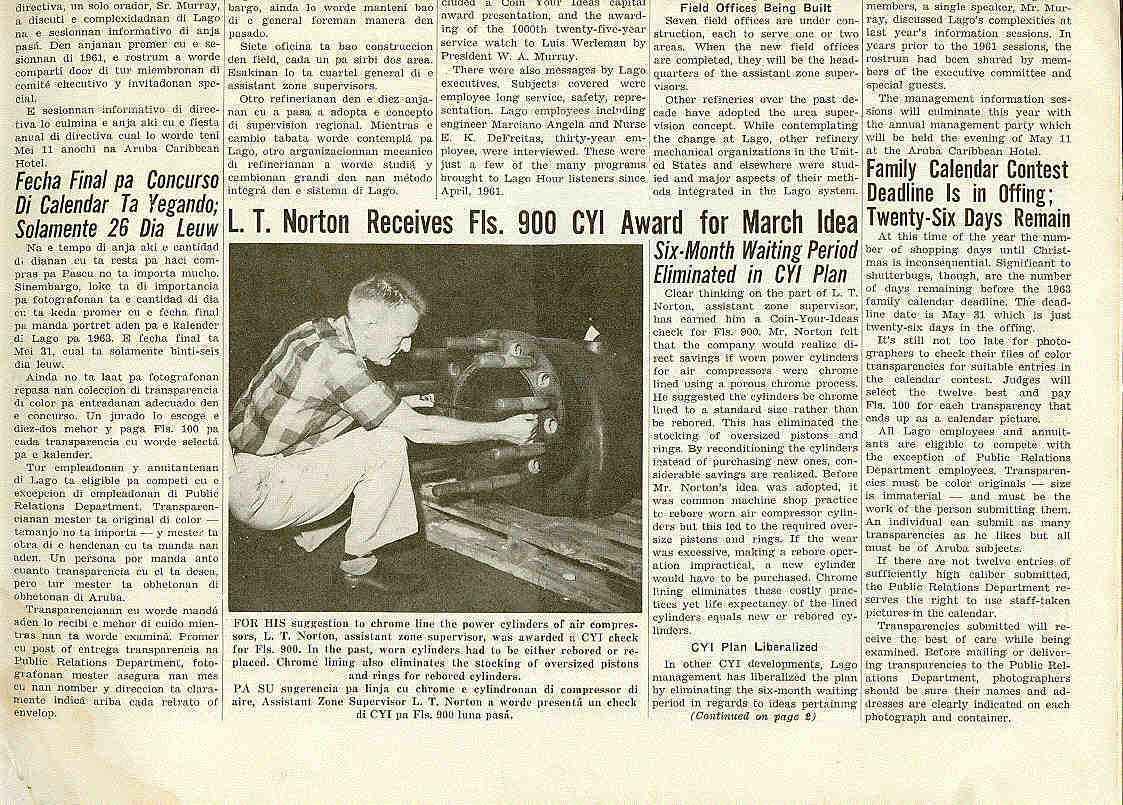 directiva, un solo orador, Sr. Murray,
a discuti e complexidadnan di Lago
na e sesionnan informativo di anja
pasá. Den anjanan promer cu e se-
sionnan di 1961, e rostrum a worde
comparti door di tur miembronan di
comité ehecutivo y invitadonan spe-
cial.
E sesionnan informativo di direc-
tiva lo culmina e anja aki cu e fiesta
anual di directiva cual lo worde teni
Mei 11 anochi na Aruba Caribbean
Hotel.
Fecha Final pa Concurso
Di Calendar Ta Yegando;
Solamente 26 Dia Leuw
Na e tempo di anja aki e cantidad
di dianan cu ta resta pa haci com-
pras pa Pascu no ta importa mucho.
Sinembargo, loke ta di importancia
pa fotografonan ta e cantidad di dia
cu ta keda promer cu e fecha final
pa manda portret aden pa e kalender
di Lago pa 1963. E fecha final ta
Mei 31, cual ta solamente binti-seis
dia leuw.
Ainda no ta laat pa fotografonan
repasa nan coleccion di transparencia
di color pa entradanan adecuado den
e concurso. Un jurado lo escoge e
diez-dos mehor y paga Fls. 100 pa
cada transparencia cu worde selectá
pa e kalender.
Tur empleadonan y anuitantenan
di Lago ta eligible pa competi cu e
excepcion di empleadonan di Public
Relations Department. Transparen-
cianan mester ta original di color —
tamanjo no ta importa — y mester ta
obra di e hendenan cu ta manda nan
aden. Un persona por manda anto
cuanto transparencia cu el ta desea,
pero tur mester ta obhetonan di
obhetonan di Aruba.
Transparencianan cu worde mandá
aden lo recibi e mehor di cuido mien-
tras nan ta worde examiná. Promer
cu post of entrega transparencia na
Public Relations Department, foto-
grafonan mester asegura nan mes
cu nan nomber y direccion ta clara-
mente indicá ariba cada retrato of
envelop.
bargo, ainda lo worde manteni bao
di e general foreman manera den
pasado.
Siete oficina ta bao construccion
den field, cada un pa sirbi dos area.
Esakinan lo ta cuartel general di e
assistant zone supervisors.
Otro refinerianan den e diez anja-
nan cu a pasa a adopta e concepto
di supervision regional. Mientras e
cambio tabata worde contemplá pa
Lago, otro organizacionnan mecanico
di refinerianan a worde studiá y
cambionan grandi den nan método
integrá den e sistema di Lago.
cluded a Coin Your Ideas capital
award presentation, and the award-
ing of the 1000th twenty-five-year
service watch to Luis Werleman by
President W. A. Murray.
There were also messages by Lago
executives. Subjects covered were
employee long service, safety, repre-
sentation. Lago employees including
engineer Marciano Angela and Nurse
E. K. DeFreitas, thirty-year em-
ployee, were interviewed. These were
just a few of the many programs
brought to Lago Hour listeners since
April, 1961.
Field Offices Being Built
Seven field offices are under con-
struction, each to serve one or two
areas. When the new field offices
are completed, they will be the head-
quarters of the assistant zone super-
visors.
Other refineries over the past de-
cade have adopted the area super-
vision concept. While contemplating
the change at Lago, other refinery
mechanical organizations in the Unit-
ed States and elsewhere were stud-
ied and major aspects of their meth-
ods integrated in the Lago system.
L. T. Norton Receives Fls. 900 CYI Award for March Idea
FOR HIS suggestion to chrome line the power cylinders of air compres-
sors, L. T. Norton, assistant zone supervisor, was awarded a CYI check
for Fls. 900. In the past, worn cylinders had to be either rebored or re-
placed. Chrome lining also eliminates the stocking of oversized pistons
and rings for rebored cylinders.
PA SU sugerencia pa linja cu chrome e cylindronan di compressor di
aire, Assistant Zone Supervisor L. T. Norton a worde presentá un check
di CYI pa Fls. 900 luna pasá.
Six-Month Waiting Period
Eliminated in CYI Plan
Clear thinking on the part of L. T.
Norton, assistant zone supervisor,
has earned him a Coin-Your-Ideas
check for Fls. 900. Mr. Norton felt
that the company would realize di-
rect savings if worn power cylinders
for air compressors were chrome
lined using a porous chrome process.
He suggested the cylinders be chrome
lined to a standard size rather than
be rebored. This has eliminated the
stocking of oversized pistons and
rings. By reconditioning the cylinders
instead of purchasing new ones, con-
siderable savings are realized. Before
Mr. Norton's idea was adopted, it
was common machine shop practice
to rebore worn air compressor cylin-
ders but this led to the required over-
size pistons and rings. If the wear
was excessive, making a rebore oper-
ation impractical, a new cylinder
would have to be purchased. Chrome
lining eliminates these costly prac-
tices yet life expectancy of the lined
cylinders equals new or rebored cy-
linders.
CYI Plan Liberalized
In other CYI developments, Lago
management has liberalized the plan
by eliminating the six-month waiting
period in regards to ideas pertaining
(Continued on page 2)
members, a single speaker, Mr. Mur-
ray, discussed Lago's complexities at
last year's information sessions. In
years prior to the 1961 sessions, the
rostrum had been shared by mem-
bers of the executive committee and
special guests.
The management information ses-
sions will culminate this year with
the annual management party which
will be held the evening of May 11
at the Aruba Caribbean Hotel.
Family Calendar Contest
Deadline Is in Offing;
Twenty-Six Days Remain
At this time of the year the num-
ber of shopping days until Christ-
mas is inconsequential. Significant to
shutterbugs, though, are the number
of days remaining before the 1963
family calendar deadline. The dead-
line date is May 31 which is just
twenty-six days in the offing.
It's still not too late for photo-
graphers to check their files of color
transparencies for suitable entries in
the calendar contest. Judges will
select the twelve best and pay
Fls. 100 for each transparency that
ends up as a calendar picture.
All Lago employees and annuit-
ants are eligible to compete with
the exception of Public Relations
Department employees. Transparen-
cies must be color originals — size
is immaterial — and must be the
work of the person submitting them.
An individual can submit as many
transparencies as he likes but all
must be of Aruba subjects.
If there are not twelve entries of
sufficiently high caliber submitted,
the Public Relations Department re-
serves the right to use staff-taken
pictures in the calendar.
Transparencies submitted will re-
ceive the best of care while being
examined. Before mailing or deliver-
ing transparencies to the Public Rel-
ations Department, photographers
should be sure their names and ad-
dresses are clearly indicated on each
photograph and container.